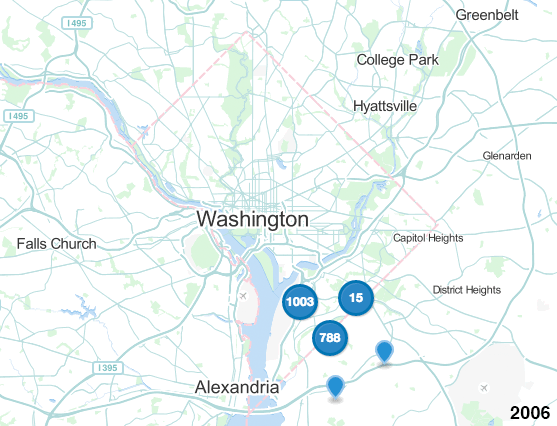 Greenbelt
I 495
College Park
Hyattsville
I 495
Glenarden
Washington
Capitol Heights
Falls Church
District Heights
1003
15
788
I 395
Alexandria
2006